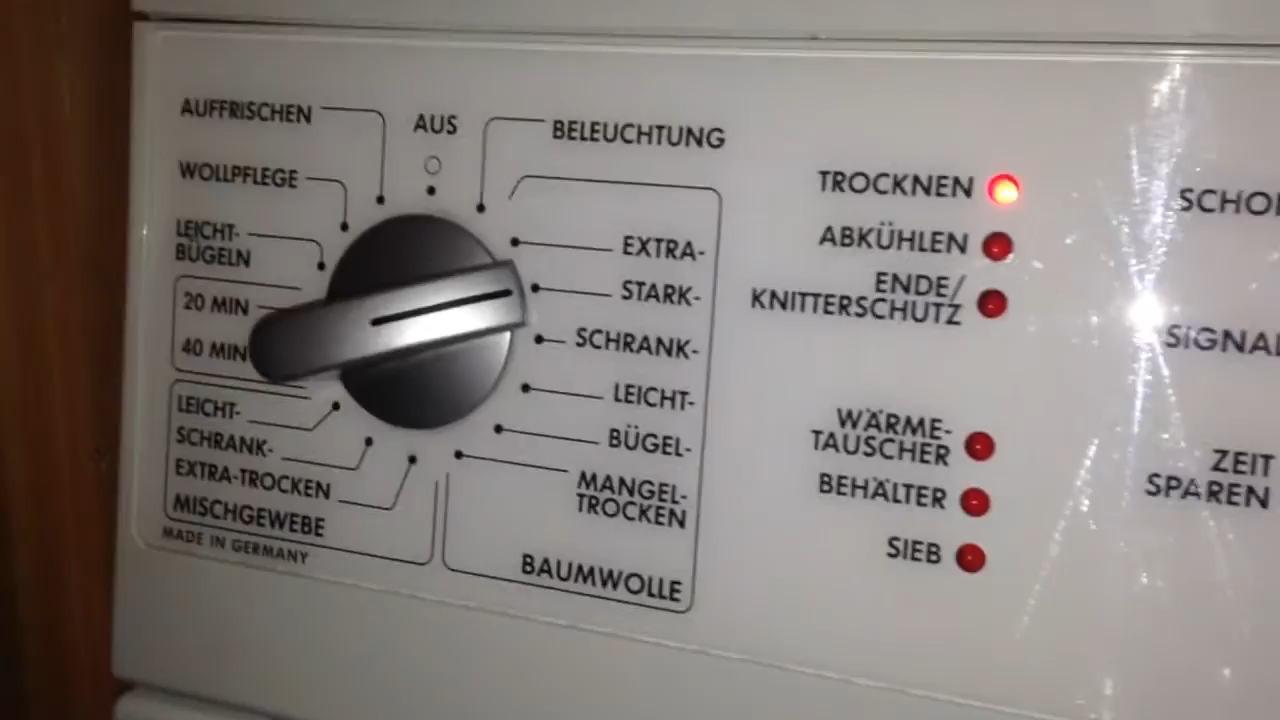 AUFFRISCHEN
WOLLPFLEGE
LEICHT-
BÜGELN
20 MIN
40 MIN
LEICHT-
SCHRANK-
EXTRA-TROCKEN
MISCHGEWEBE
MADE IN GERMANY
AUS
BELEUCHTUNG
EXTRA-
STARK-
SCHRANK-
LEICHT-
BÜGEL-
MANGEL-
TROCKEN
BAUMWOLLE
TROCKNEN
ABKÜHLEN
ENDE/
KNITTERSCHUTZ
WÄRME-
TAUSCHER
BEHÄLTER
SIEB
ZEIT
SPAREN